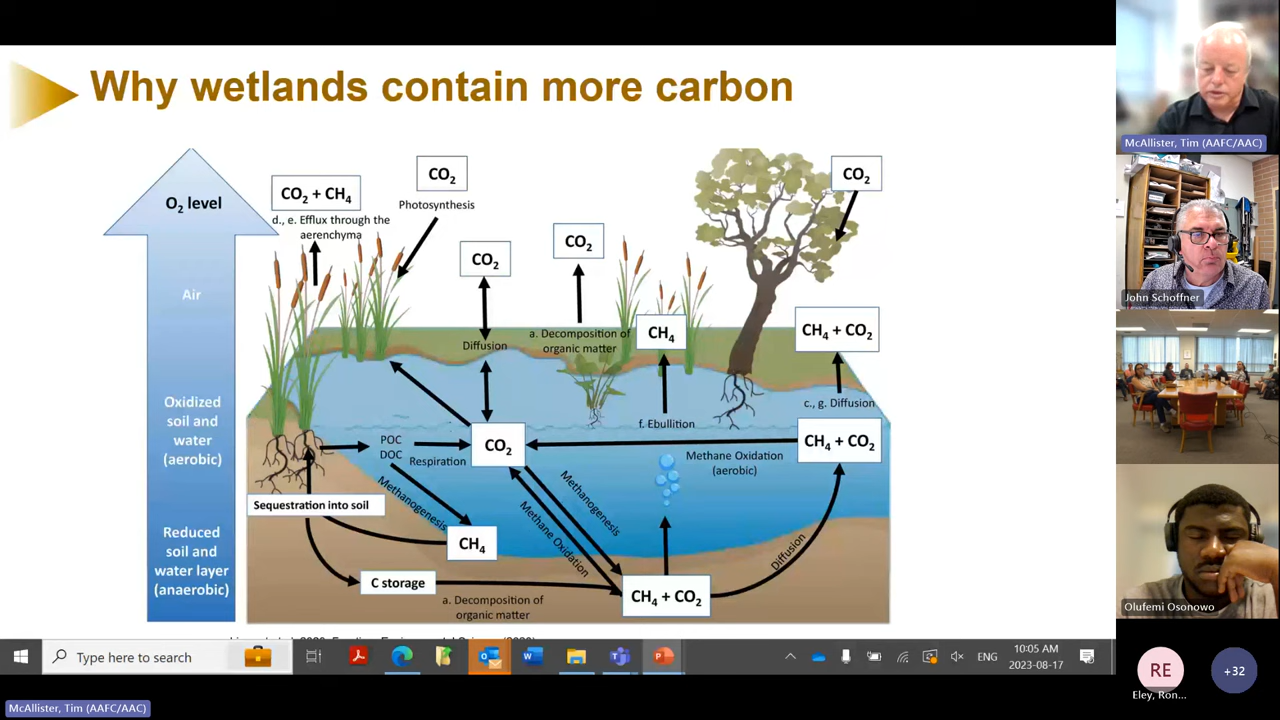 Why wetlands contain more carbon
O₂ level
Air
Oxidized
soil and
water
(aerobic)
Reduced
soil and
water layer
(anaerobic)
CO₂ + CH₄
d., e. Efflux through the
aerenchyma
CO₂
Photosynthesis
CO₂
Diffusion
CO₂
a. Decomposition of
organic matter
CH₄
f. Ebullition
CO₂
CH₄ + CO₂
c., g. Diffusion
CH₄ + CO₂
Methane Oxidation
(aerobic)
CO₂
POC
DOC
Respiration
Methanogenesis
Methanogenesis
Methane Oxidation
Sequestration into soil
CH₄
C storage
a. Decomposition of
organic matter
CH₄ + CO₂
Diffusion
Type here to search
ENG
10:05 AM
2023-08-17
McAllister, Tim (AAFC/AAC)
McAllister, Tim (AAFC/AAC)
John Schoffner
Olufemi Osonowo
RE
Eley, Ron...
+32